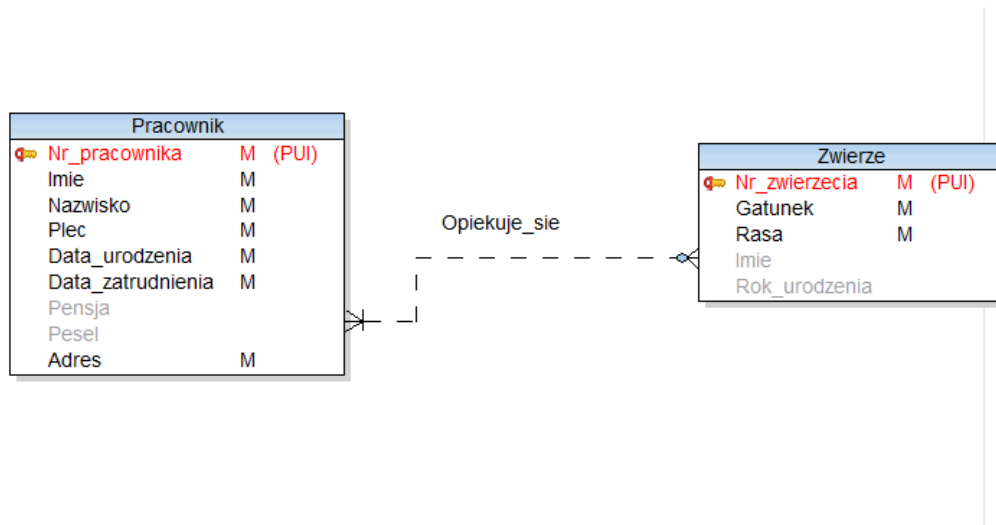 Pracownik
Nr_pracownika M (PUI)
Imie M
Nazwisko M
Plec M
Data_urodzenia M
Data_zatrudnienia M
Pensja
Pesel
Adres M
Opiekuje_sie
Zwierze
Nr_zwierzecia M (PUI)
Gatunek M
Rasa M
Imie
Rok_urodzenia